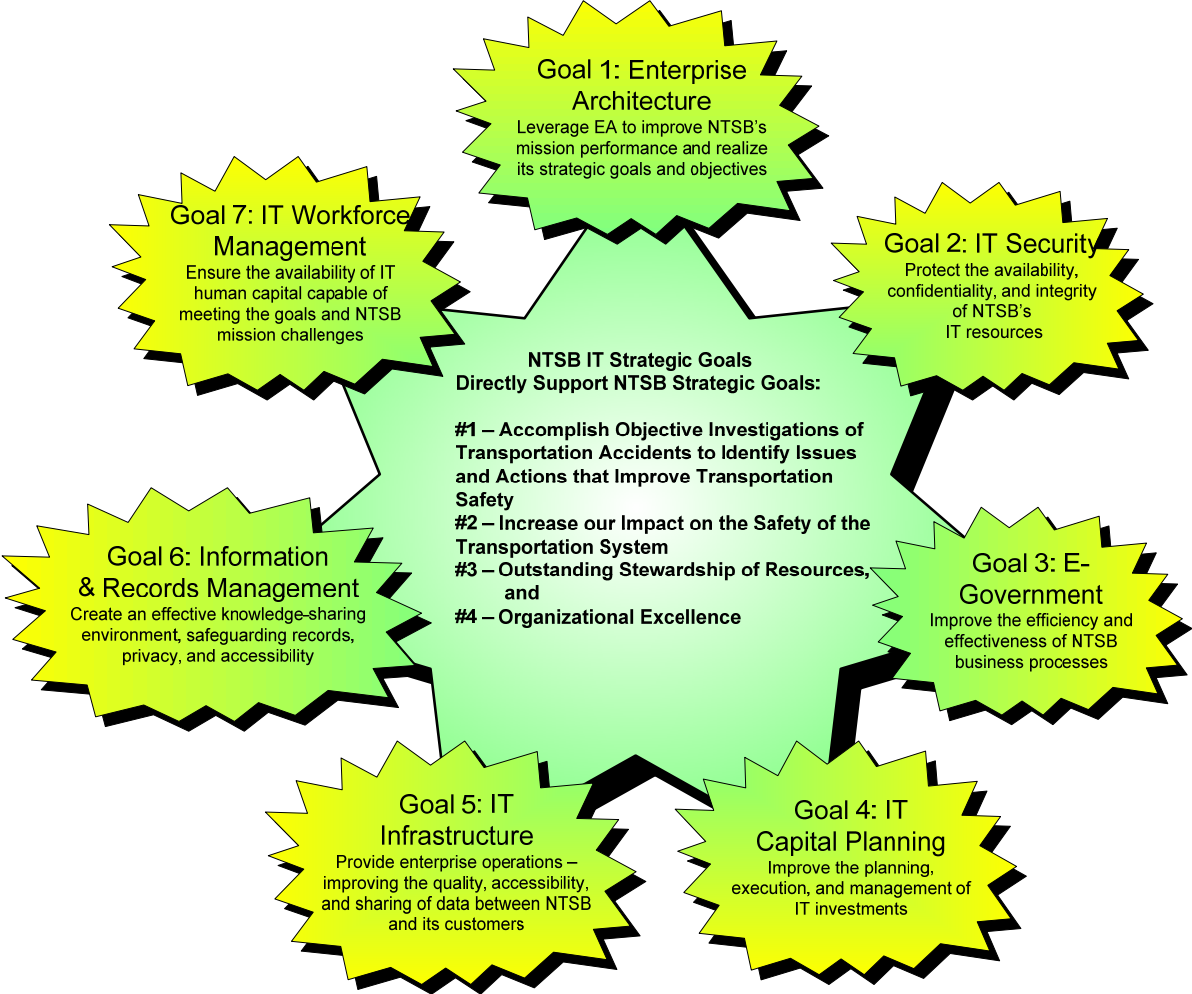 Goal 1: Enterprise
Architecture
Leverage EA to improve NTSB's
mission performance and realize
its strategic goals and objectives
Goal 2: IT Security
Protect the availability,
confidentiality, and integrity
of NTSB's
IT resources
Goal 3: E-
Government
Improve the efficiency and
effectiveness of NTSB
business processes
Goal 4: IT
Capital Planning
Improve the planning,
execution, and management of
IT investments
Goal 5: IT
Infrastructure
Provide enterprise operations –
improving the quality, accessibility,
and sharing of data between NTSB
and its customers
Goal 6: Information
& Records Management
Create an effective knowledge-sharing
environment, safeguarding records,
privacy, and accessibility
Goal 7: IT Workforce
Management
Ensure the availability of IT
human capital capable of
meeting the goals and NTSB
mission challenges
NTSB IT Strategic Goals
Directly Support NTSB Strategic Goals:
#1 – Accomplish Objective Investigations of
Transportation Accidents to Identify Issues
and Actions that Improve Transportation
Safety
#2 – Increase our Impact on the Safety of the
Transportation System
#3 – Outstanding Stewardship of Resources,
and
#4 – Organizational Excellence